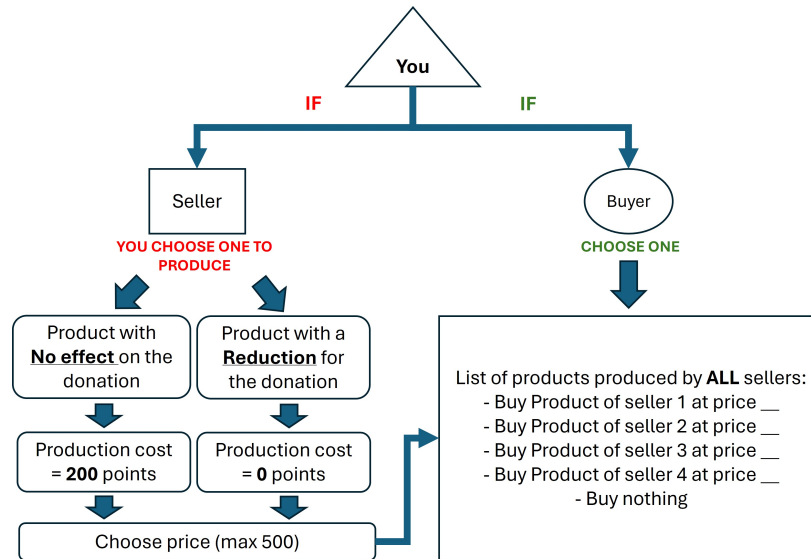 You
IF
IF
Seller
Buyer
YOU CHOOSE ONE TO
PRODUCE
CHOOSE ONE
Product with
No effect on the
donation
Product with a
Reduction for
the donation
Production cost
= 200 points
Production cost
= 0 points
Choose price (max 500)
List of products produced by ALL sellers:
- Buy Product of seller 1 at price __
- Buy Product of seller 2 at price __
- Buy Product of seller 3 at price __
- Buy Product of seller 4 at price __
- Buy nothing